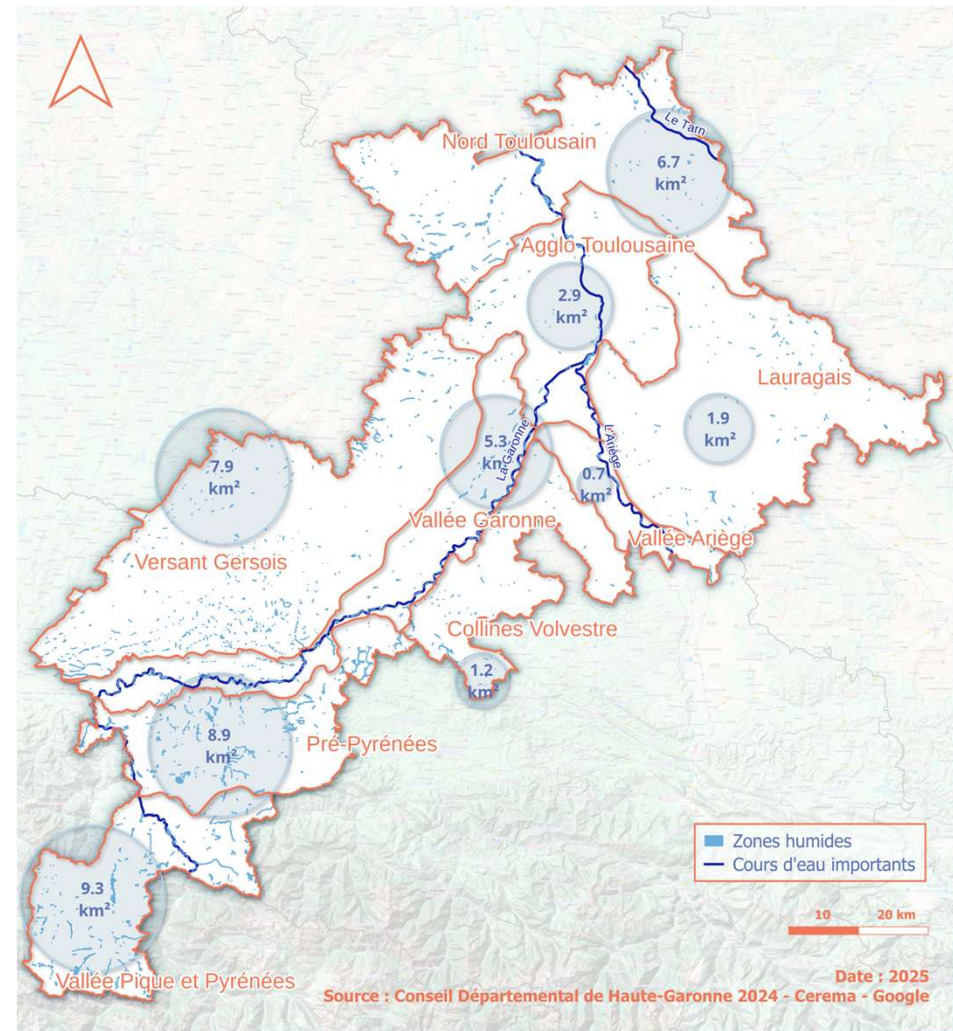 Le Tarn
Nord Toulousain
6.7
km²
Agglo Toulousaine
2.9
km²
Lauragais
1.9
km²
5.3
km²
La Garonne
L'Ariège
0.7
km²
7.9
km²
Vallée Garonne
Vallée Ariège
Versant Gersois
Collines Volvestre
1.2
km²
8.9
km²
Pré-Pyrénées
Zones humides
Cours d'eau importants
9.3
km²
10 20 km
Vallée Pique et Pyrénées
Date : 2025
Source : Conseil Départemental de Haute-Garonne 2024 - Cerema - Google